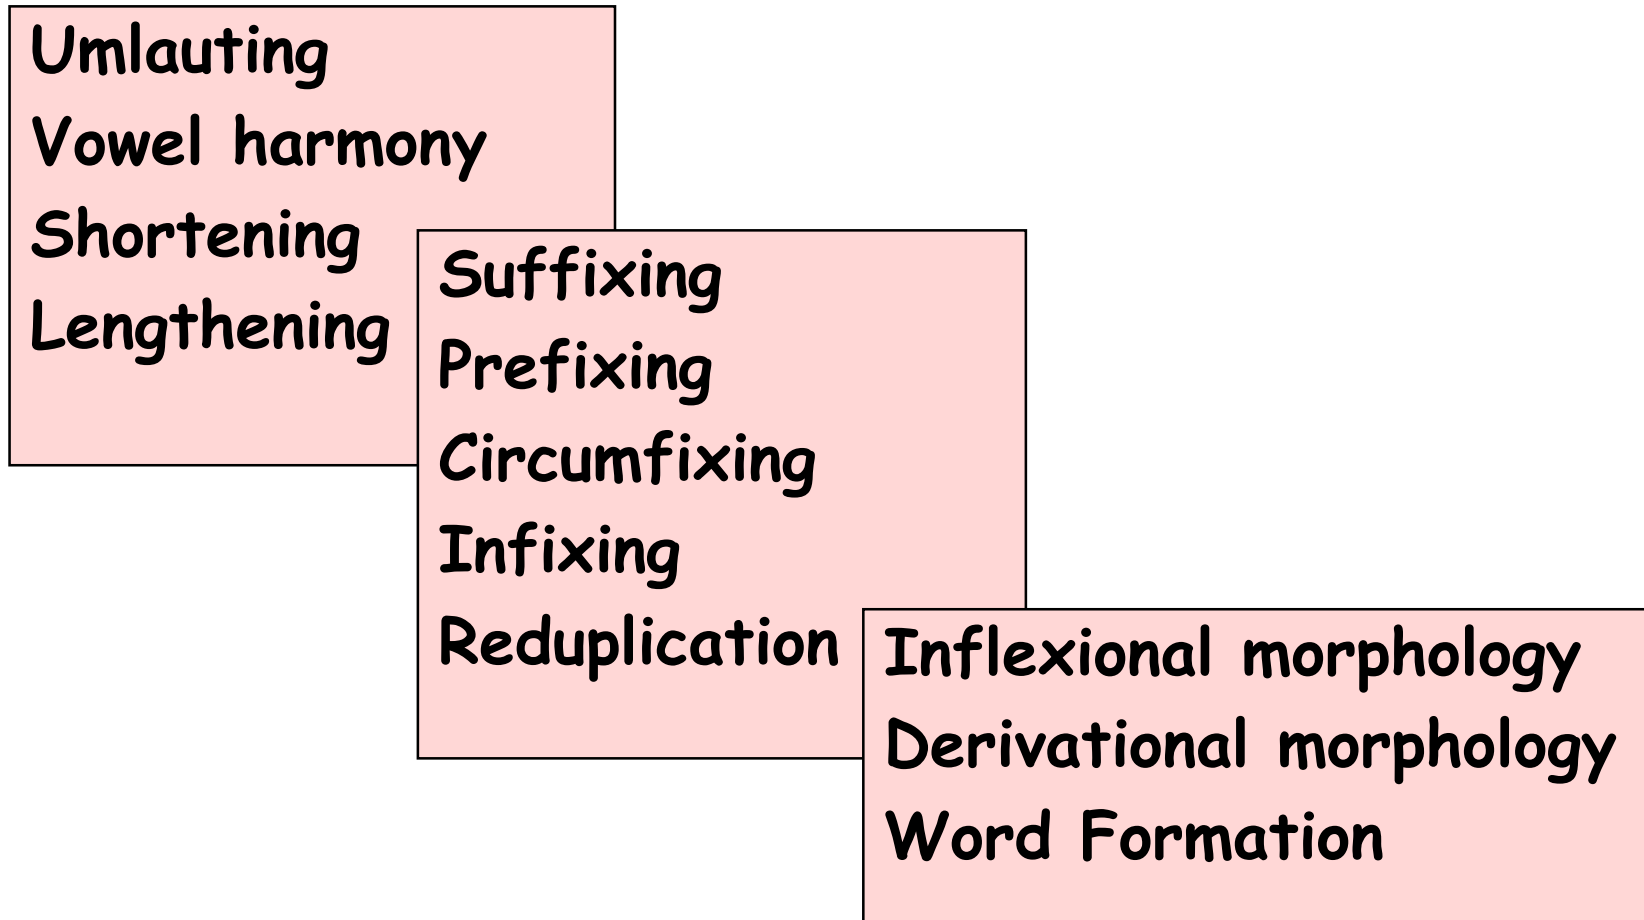 Umlauting
Vowel harmony
Shortening
Lengthening
Suffixing
Prefixing
Circumfixing
Infixing
Reduplication
Inflexional morphology
Derivational morphology
Word Formation